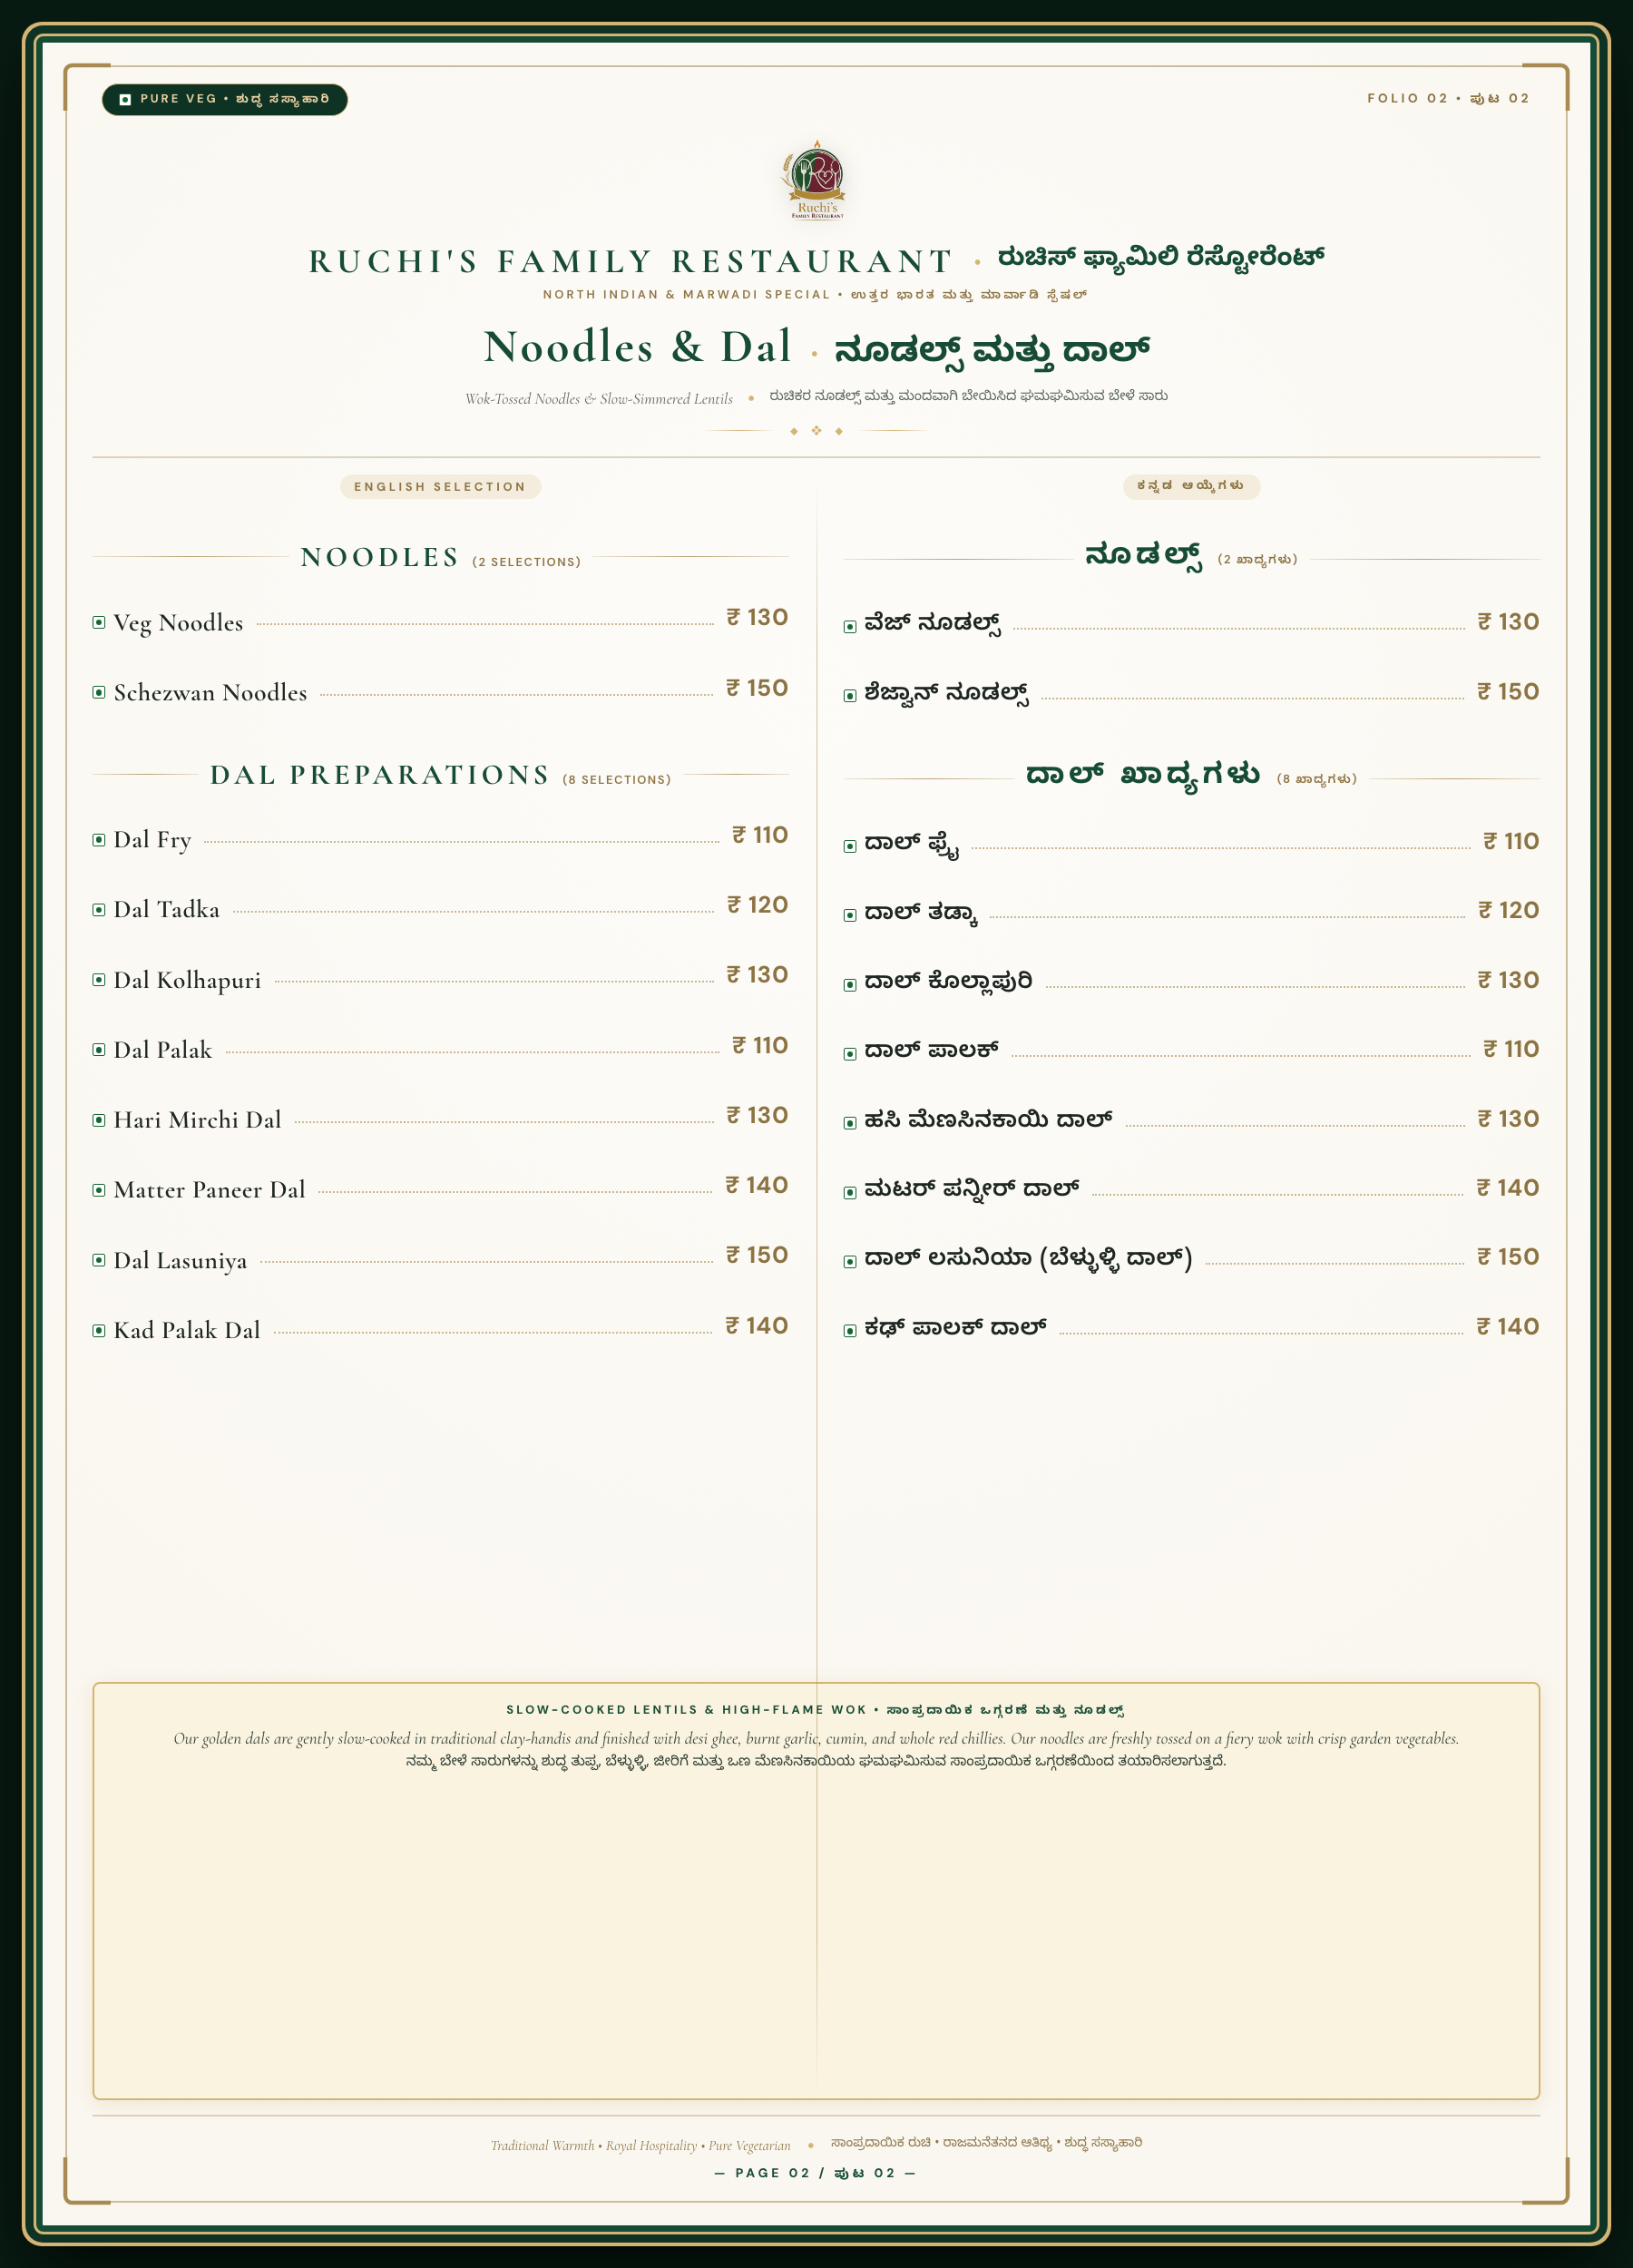 PURE VEG • ಶುದ್ಧ ಸಸ್ಯಾಹಾರಿ
FOLIO 02 • ಪುಟ 02
Ruchi's
FAMILY RESTAURANT
RUCHI'S FAMILY RESTAURANT • ರುಚಿಸ್ ಫ್ಯಾಮಿಲಿ ರೆಸ್ಟೋರೆಂಟ್
NORTH INDIAN & MARWADI SPECIAL • ಉತ್ತರ ಭಾರತ ಮತ್ತು ಮಾರ್ವಾಡಿ ಸ್ಪೆಷಲ್
Noodles & Dal • ನೂಡಲ್ಸ್ ಮತ್ತು ದಾಲ್
Wok-Tossed Noodles & Slow-Simmered Lentils • ರುಚಿಕರ ನೂಡಲ್ಸ್ ಮತ್ತು ಮಂದವಾಗಿ ಬೇಯಿಸಿದ ಘಮಘಮಿಸುವ ಬೇಳೆ ಸಾರು
ENGLISH SELECTION
NOODLES (2 SELECTIONS)
Veg Noodles ₹ 130
Schezwan Noodles ₹ 150
DAL PREPARATIONS (8 SELECTIONS)
Dal Fry ₹ 110
Dal Tadka ₹ 120
Dal Kolhapuri ₹ 130
Dal Palak ₹ 110
Hari Mirchi Dal ₹ 130
Matter Paneer Dal ₹ 140
Dal Lasuniya ₹ 150
Kad Palak Dal ₹ 140
ಕನ್ನಡ ಆಯ್ಕೆಗಳು
ನೂಡಲ್ಸ್ (2 ಖಾದ್ಯಗಳು)
ವೆಜ್ ನೂಡಲ್ಸ್ ₹ 130
ಶೆಜ್ವಾನ್ ನೂಡಲ್ಸ್ ₹ 150
ದಾಲ್ ಖಾದ್ಯಗಳು (8 ಖಾದ್ಯಗಳು)
ದಾಲ್ ಫ್ರೈ ₹ 110
ದಾಲ್ ತಡ್ಕಾ ₹ 120
ದಾಲ್ ಕೊಲ್ಲಾಪುರಿ ₹ 130
ದಾಲ್ ಪಾಲಕ್ ₹ 110
ಹಸಿ ಮೆಣಸಿನಕಾಯಿ ದಾಲ್ ₹ 130
ಮಟರ್ ಪನ್ನೀರ್ ದಾಲ್ ₹ 140
ದಾಲ್ ಲಸುನಿಯಾ (ಬೆಳ್ಳುಳ್ಳಿ ದಾಲ್) ₹ 150
ಕಢ್ ಪಾಲಕ್ ದಾಲ್ ₹ 140
SLOW-COOKED LENTILS & HIGH-FLAME WOK • ಸಾಂಪ್ರದಾಯಿಕ ಒಗ್ಗರಣೆ ಮತ್ತು ನೂಡಲ್ಸ್
Our golden dals are gently slow-cooked in traditional clay-handis and finished with desi ghee, burnt garlic, cumin, and whole red chillies. Our noodles are freshly tossed on a fiery wok with crisp garden vegetables.
ನಮ್ಮ ಬೇಳೆ ಸಾರುಗಳನ್ನು ಶುದ್ಧ ತುಪ್ಪ, ಬೆಳ್ಳುಳ್ಳಿ, ಜೀರಿಗೆ ಮತ್ತು ಒಣ ಮೆಣಸಿನಕಾಯಿಯ ಘಮಘಮಿಸುವ ಸಾಂಪ್ರದಾಯಿಕ ಒಗ್ಗರಣೆಯಿಂದ ತಯಾರಿಸಲಾಗುತ್ತದೆ.
Traditional Warmth • Royal Hospitality • Pure Vegetarian • ಸಾಂಪ್ರದಾಯಿಕ ರುಚಿ • ರಾಜಮನೆತನದ ಆತಿಥ್ಯ • ಶುದ್ಧ ಸಸ್ಯಾಹಾರಿ
— PAGE 02 / ಪುಟ 02 —